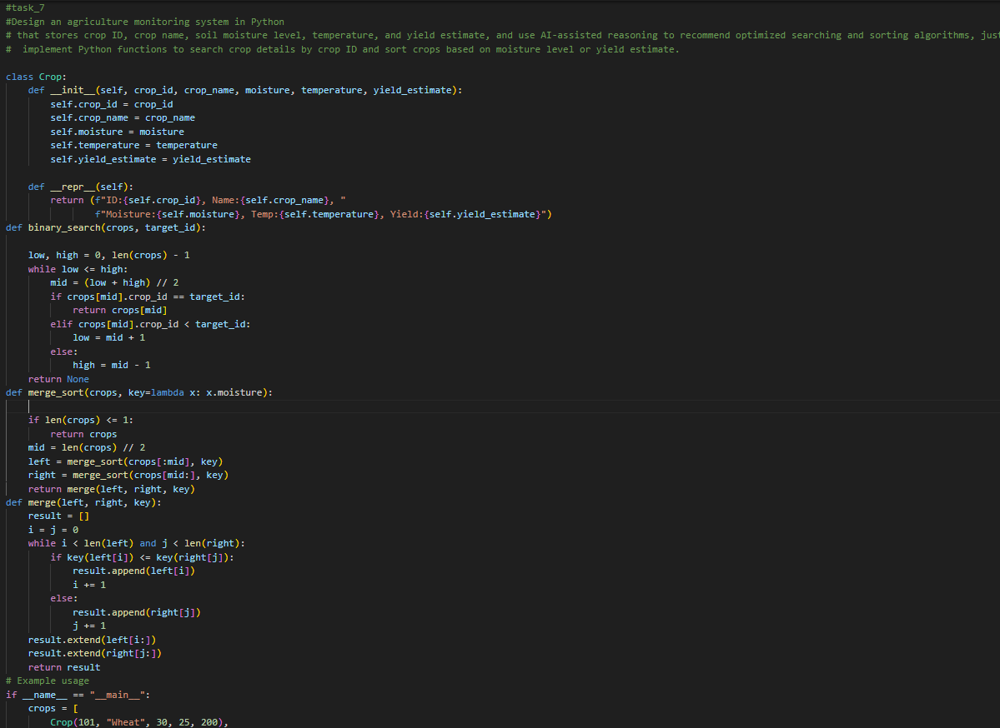 #task_7
#Design an agriculture monitoring system in Python
# that stores crop ID, crop name, soil moisture level, temperature, and yield estimate, and use AI-assisted reasoning to recommend optimized searching and sorting algorithms,
#  implement Python functions to search crop details by crop ID and sort crops based on moisture level or yield estimate.
class Crop:
    def __init__(self, crop_id, crop_name, moisture, temperature, yield_estimate):
        self.crop_id = crop_id
        self.crop_name = crop_name
        self.moisture = moisture
        self.temperature = temperature
        self.yield_estimate = yield_estimate
    def __repr__(self):
        return (f"ID:{self.crop_id}, Name:{self.crop_name}, "
                f"Moisture:{self.moisture}, Temp:{self.temperature}, Yield:{self.yield_estimate}")
def binary_search(crops, target_id):
    low, high = 0, len(crops) - 1
    while low <= high:
        mid = (low + high) // 2
        if crops[mid].crop_id == target_id:
            return crops[mid]
        elif crops[mid].crop_id < target_id:
            low = mid + 1
        else:
            high = mid - 1
    return None
def merge_sort(crops, key=lambda x: x.moisture):
    if len(crops) <= 1:
        return crops
    mid = len(crops) // 2
    left = merge_sort(crops[:mid], key)
    right = merge_sort(crops[mid:], key)
    return merge(left, right, key)
def merge(left, right, key):
    result = []
    i = j = 0
    while i < len(left) and j < len(right):
        if key(left[i]) <= key(right[j]):
            result.append(left[i])
            i += 1
        else:
            result.append(right[j])
            j += 1
    result.extend(left[i:])
    result.extend(right[j:])
    return result
# Example usage
if __name__ == "__main__":
    crops = [
        Crop(101, "Wheat", 30, 25, 200),